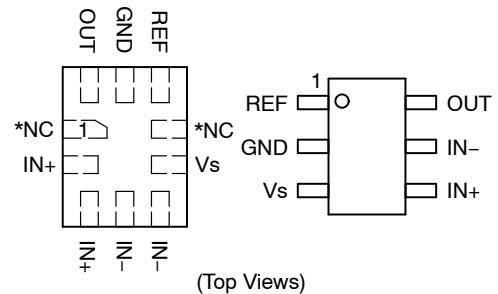 OUT GND REF
*NC 1 *NC
IN+ Vs
IN+ IN− IN−
1
REF OUT
GND IN−
Vs IN+
(Top Views)